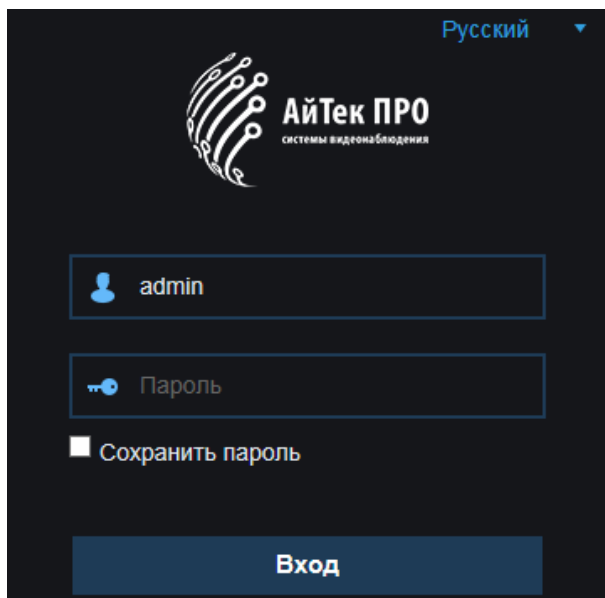 Русский
АйТек ПРО
системы видеонаблюдения
admin
Пароль
Сохранить пароль
Вход